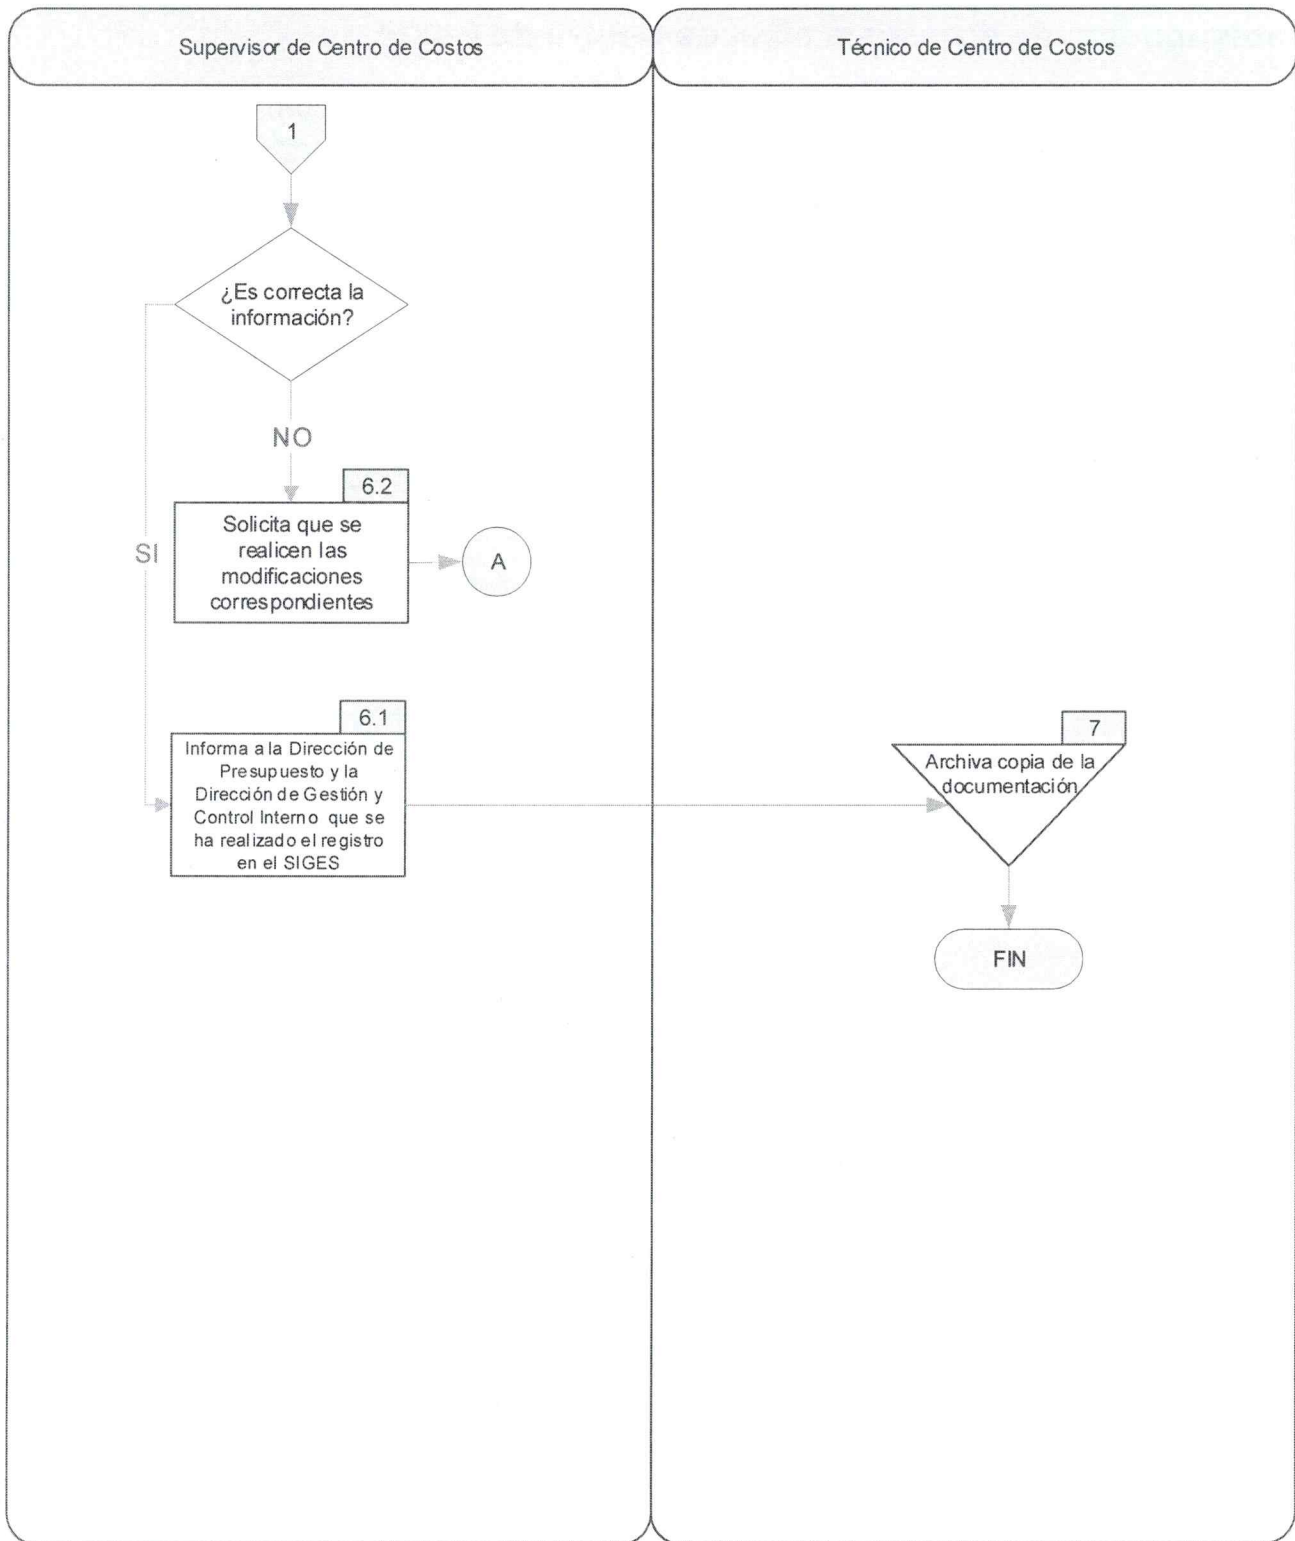 Supervisor de Centro de Costos
Técnico de Centro de Costos
1
¿Es correcta la
información?
NO
SI
6.2
Solicita que se
realicen las
modificaciones
correspondientes
A
6.1
Informa a la Dirección de
Presupuesto y la
Dirección de Gestión y
Control Interno que se
ha realizado el registro
en el SIGES
7
Archiva copia de la
documentación
FIN